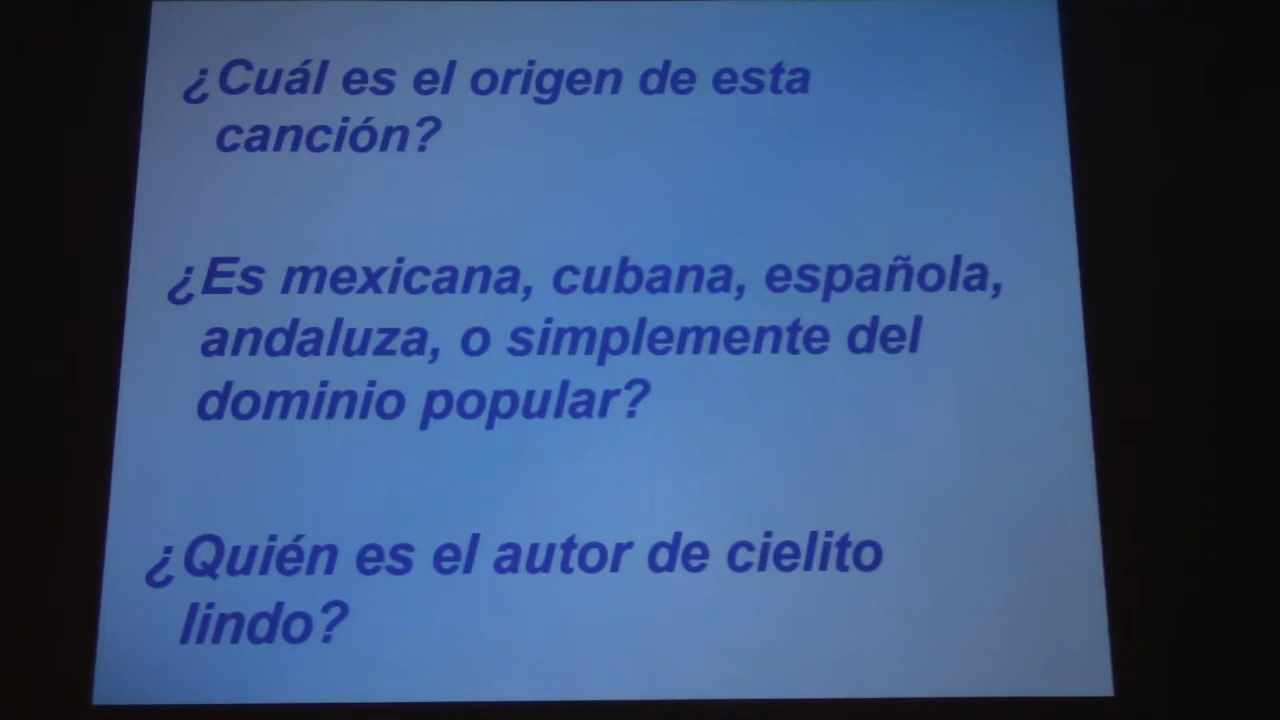 ¿Cuál es el origen de esta
canción?
¿Es mexicana, cubana, española,
andaluza, o simplemente del
dominio popular?
¿Quién es el autor de cielito
lindo?